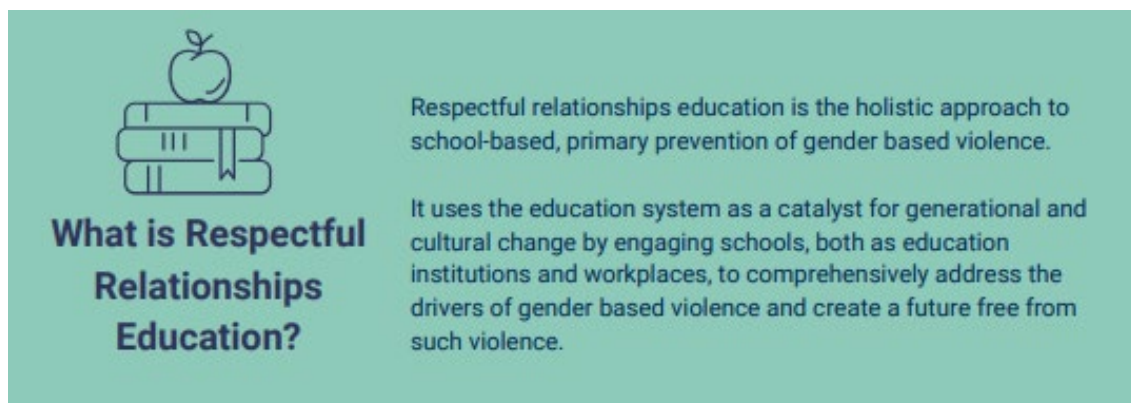 What is Respectful
Relationships
Education?
Respectful relationships education is the holistic approach to
school-based, primary prevention of gender based violence.
It uses the education system as a catalyst for generational and
cultural change by engaging schools, both as education
institutions and workplaces, to comprehensively address the
drivers of gender based violence and create a future free from
such violence.